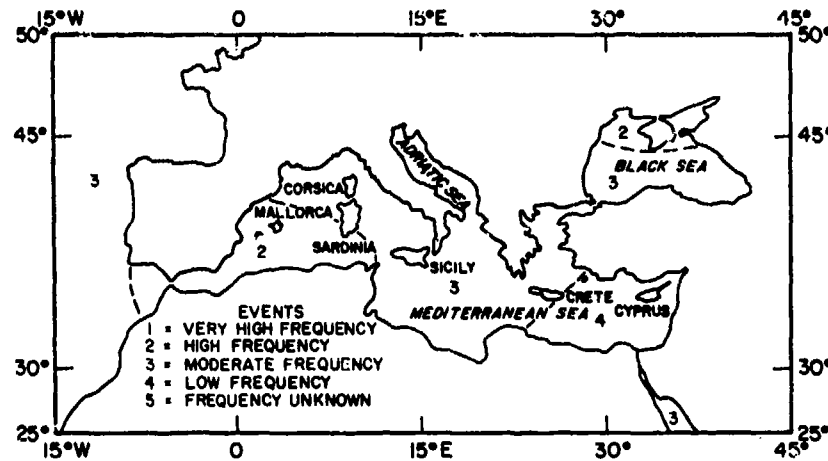 15°W 0 15°E 30° 45°
50° 50°
45° 45°
2
ADRIATIC SEA
BLACK SEA
3 3
CORSICA
MALLORCA
2 SARDINIA
SICILY
3
CRETE CYPRUS
MEDITERRANEAN SEA 4
EVENTS
1 = VERY HIGH FREQUENCY
2 = HIGH FREQUENCY
3 = MODERATE FREQUENCY
4 = LOW FREQUENCY
5 = FREQUENCY UNKNOWN
30° 30°
3
25° 25°
15°W 0 15°E 30° 45°